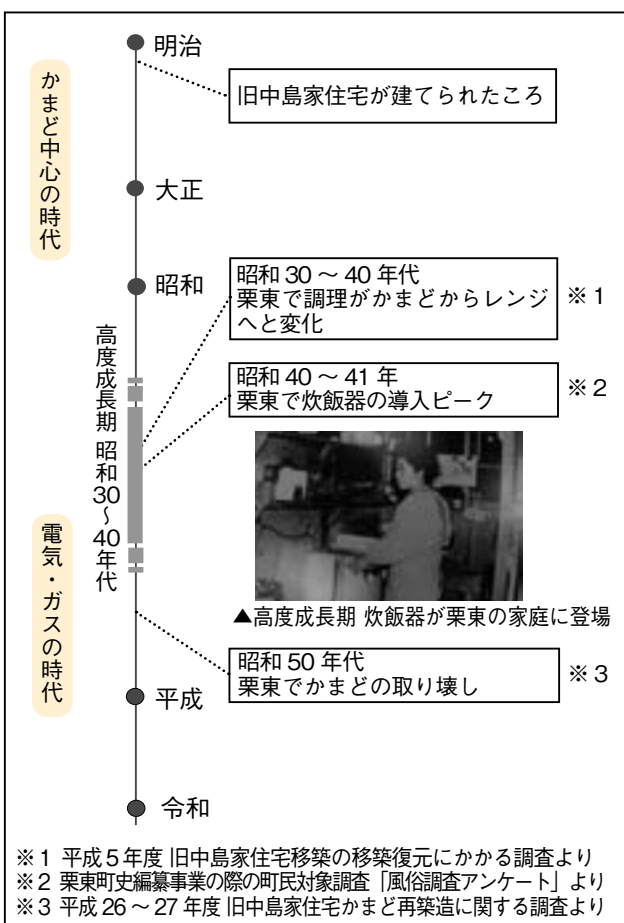 明治
かまど中心の時代
旧中島家住宅が建てられたころ
大正
昭和
昭和30～40年代
栗東で調理がかまどからレンジ
へと変化
※1
高度成長期 昭和30～40年代
昭和40～41年
栗東で炊飯器の導入ピーク
※2
▲高度成長期 炊飯器が栗東の家庭に登場
電気・ガスの時代
昭和50年代
栗東でかまどの取り壊し
※3
平成
令和
※1 平成5年度 旧中島家住宅移築の移築復元にかかる調査より
※2 栗東町史編纂事業の際の町民対象調査「風俗調査アンケート」より
※3 平成26～27年度 旧中島家住宅かまど再築造に関する調査より